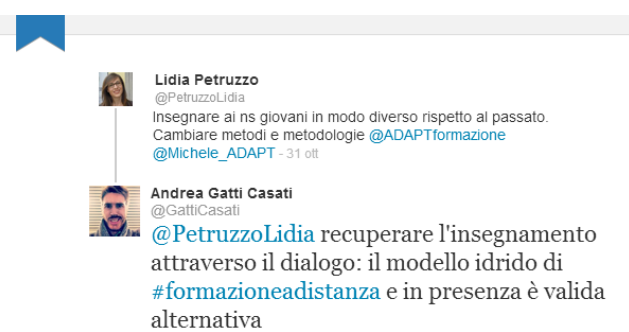 Lidia Petruzzo
@PetruzzoLidia
Insegnare ai ns giovani in modo diverso rispetto al passato.
Cambiare metodi e metodologie @ADAPTformazione
@Michele_ADAPT - 31 ott
Andrea Gatti Casati
@GattiCasati
@PetruzzoLidia recuperare l'insegnamento
attraverso il dialogo: il modello idrido di
#formazioneadistanza e in presenza è valida
alternativa